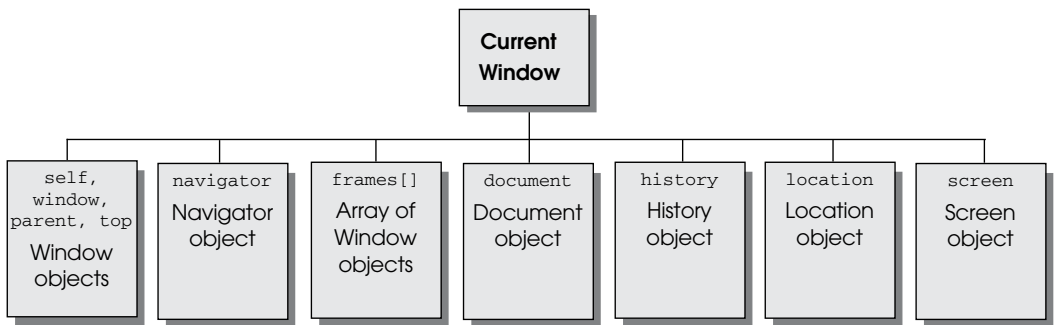 Current
Window
self,
window,
parent, top
Window
objects
navigator
Navigator
object
frames[]
Array of
Window
objects
document
Document
object
history
History
object
location
Location
object
screen
Screen
object